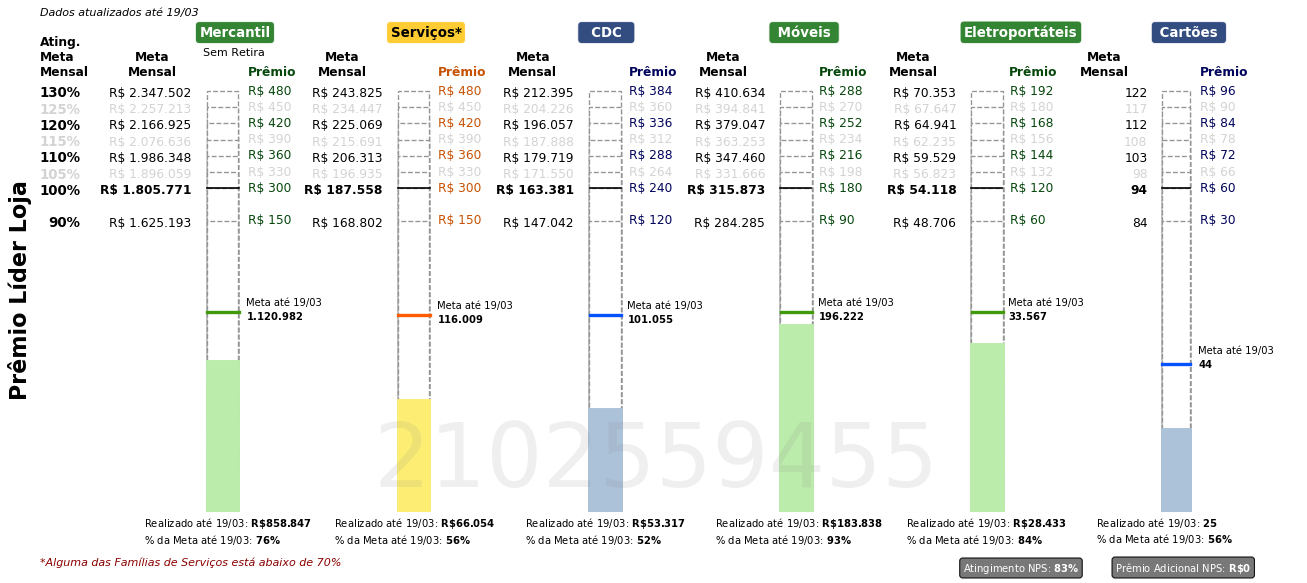 Dados atualizados até 19/03
Mercantil Serviços* CDC Móveis Eletroportáteis Cartões
Sem Retira
Ating. Meta Mensal Meta Mensal Prêmio Meta Mensal Prêmio Meta Mensal Prêmio Meta Mensal Prêmio Meta Mensal Prêmio Meta Mensal Prêmio
130% R$ 2.347.502 R$ 480 R$ 243.825 R$ 480 R$ 212.395 R$ 384 R$ 410.634 R$ 288 R$ 70.353 R$ 192 122 R$ 96
125% R$ 2.257.213 R$ 450 R$ 234.447 R$ 450 R$ 204.226 R$ 360 R$ 394.841 R$ 270 R$ 67.647 R$ 180 117 R$ 90
120% R$ 2.166.925 R$ 420 R$ 225.069 R$ 420 R$ 196.057 R$ 336 R$ 379.047 R$ 252 R$ 64.941 R$ 168 112 R$ 84
115% R$ 2.076.636 R$ 390 R$ 215.691 R$ 390 R$ 187.888 R$ 312 R$ 363.253 R$ 234 R$ 62.235 R$ 156 108 R$ 78
110% R$ 1.986.348 R$ 360 R$ 206.313 R$ 360 R$ 179.719 R$ 288 R$ 347.460 R$ 216 R$ 59.529 R$ 144 103 R$ 72
105% R$ 1.896.059 R$ 330 R$ 196.935 R$ 330 R$ 171.550 R$ 264 R$ 331.666 R$ 198 R$ 56.823 R$ 132 98 R$ 66
100% R$ 1.805.771 R$ 300 R$ 187.558 R$ 300 R$ 163.381 R$ 240 R$ 315.873 R$ 180 R$ 54.118 R$ 120 94 R$ 60
90% R$ 1.625.193 R$ 150 R$ 168.802 R$ 150 R$ 147.042 R$ 120 R$ 284.285 R$ 90 R$ 48.706 R$ 60 84 R$ 30
Prêmio Líder Loja
Meta até 19/03 Meta até 19/03 Meta até 19/03 Meta até 19/03 Meta até 19/03
1.120.982 116.009 101.055 196.222 33.567
Meta até 19/03
44
2102559455
Realizado até 19/03: R$858.847 Realizado até 19/03: R$66.054 Realizado até 19/03: R$53.317 Realizado até 19/03: R$183.838 Realizado até 19/03: R$28.433 Realizado até 19/03: 25
% da Meta até 19/03: 76% % da Meta até 19/03: 56% % da Meta até 19/03: 52% % da Meta até 19/03: 93% % da Meta até 19/03: 84% % da Meta até 19/03: 56%
*Alguma das Famílias de Serviços está abaixo de 70%
Atingimento NPS: 83% Prêmio Adicional NPS: R$0